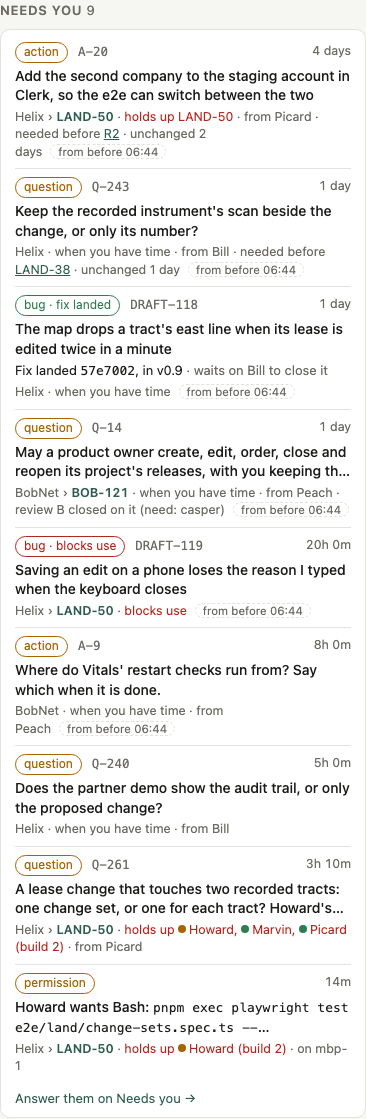 NEEDS YOU 9
action A-20 4 days
Add the second company to the staging account in
Clerk, so the e2e can switch between the two
Helix › LAND-50 · holds up LAND-50 · from Picard ·
needed before R2 · unchanged 2
days from before 06:44
question Q-243 1 day
Keep the recorded instrument's scan beside the
change, or only its number?
Helix · when you have time · from Bill · needed before
LAND-38 · unchanged 1 day from before 06:44
bug · fix landed DRAFT-118 1 day
The map drops a tract's east line when its lease is
edited twice in a minute
Fix landed 57e7002, in v0.9 · waits on Bill to close it
Helix · when you have time from before 06:44
question Q-14 1 day
May a product owner create, edit, order, close and
reopen its project's releases, with you keeping th…
BobNet › BOB-121 · when you have time · from Peach ·
review B closed on it (need: casper) from before 06:44
bug · blocks use DRAFT-119 20h 0m
Saving an edit on a phone loses the reason I typed
when the keyboard closes
Helix › LAND-50 · blocks use from before 06:44
action A-9 8h 0m
Where do Vitals' restart checks run from? Say
which when it is done.
BobNet · when you have time · from
Peach from before 06:44
question Q-240 5h 0m
Does the partner demo show the audit trail, or only
the proposed change?
Helix · when you have time · from Bill
question Q-261 3h 10m
A lease change that touches two recorded tracts:
one change set, or one for each tract? Howard's…
Helix › LAND-50 · holds up Howard, Marvin, Picard
(build 2) · from Picard
permission 14m
Howard wants Bash: pnpm exec playwright test
e2e/land/change-sets.spec.ts --…
Helix › LAND-50 · holds up Howard (build 2) · on mbp-
1
Answer them on Needs you →